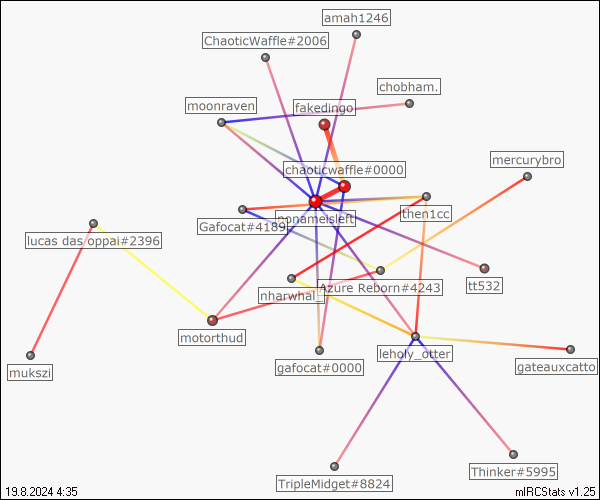 amah1246
ChaoticWaffle#2006
chobham.
moonraven
fakedingo
mercurybro
chaoticwaffle#0000
then1cc
nonameisleft
Gafocat#4189
lucas das oppai#2396
tt532
Azure Reborn#4243
nharwhal_
motorthud
leholy_otter
gafocat#0000
gateauxcatto
mukszi
Thinker#5995
TripleMidget#8824
19.8.2024 4:35
mIRCStats v1.25